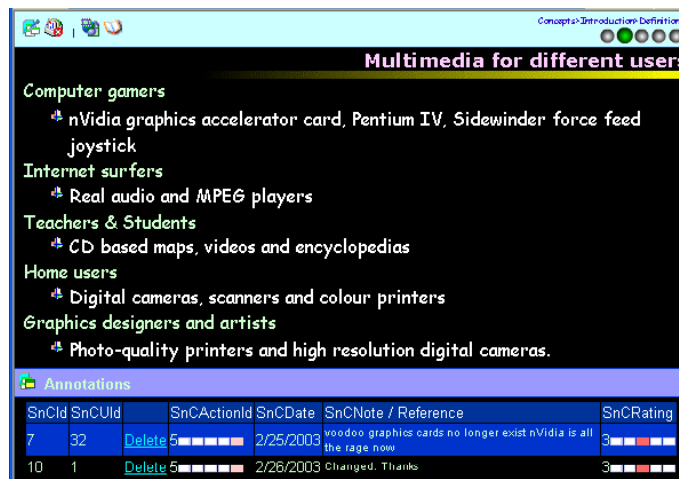 Concepts>Introduction>Definition
Multimedia for different users
Computer gamers
nVidia graphics accelerator card, Pentium IV, Sidewinder force feed
joystick
Internet surfers
Real audio and MPEG players
Teachers & Students
CD based maps, videos and encyclopedias
Home users
Digital cameras, scanners and colour printers
Graphics designers and artists
Photo-quality printers and high resolution digital cameras.
Annotations
SnCId SnCUId SnCActionId SnCDate SnCNote / Reference SnCRating
7 32 Delete 5 2/25/2003 voodoo graphics cards no longer exist nVidia is all
the rage now 3
10 1 Delete 5 2/26/2003 Changed. Thanks 3